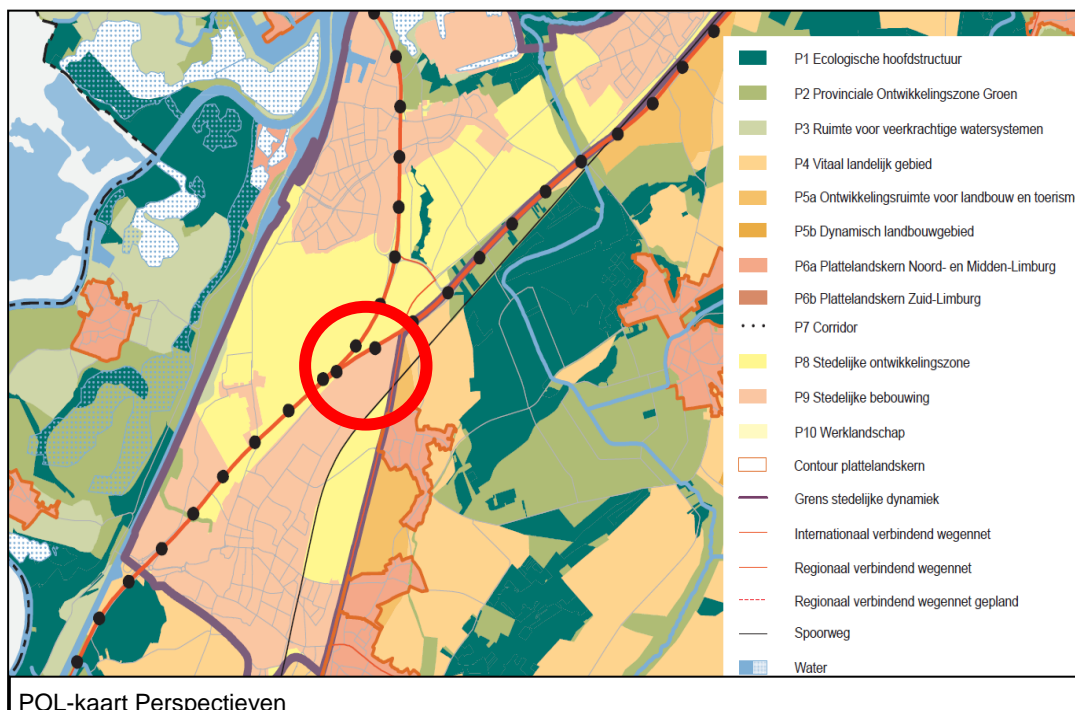 P1 Ecologische hoofdstructuur
P2 Provinciale Ontwikkelingszone Groen
P3 Ruimte voor veerkrachtige watersystemen
P4 Vitaal landelijk gebied
P5a Ontwikkelingsruimte voor landbouw en toerisme
P5b Dynamisch landbouwgebied
P6a Plattelandskern Noord- en Midden-Limburg
P6b Plattelandskern Zuid-Limburg
P7 Corridor
P8 Stedelijke ontwikkelingszone
P9 Stedelijke bebouwing
P10 Werklandschap
Contour plattelandskern
Grens stedelijke dynamiek
Internationaal verbindend wegennet
Regionaal verbindend wegennet
Regionaal verbindend wegennet gepland
Spoorweg
Water
POL-kaart Perspectieven